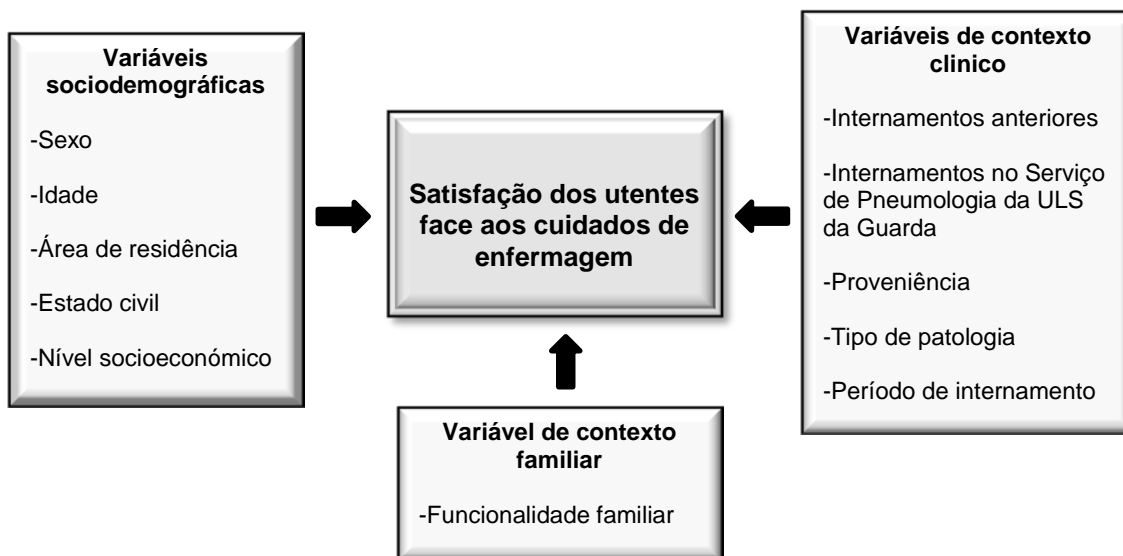 Variáveis
sociodemográficas
-Sexo
-Idade
-Área de residência
-Estado civil
-Nível socioeconómico
Satisfação dos utentes
face aos cuidados de
enfermagem
Variáveis de contexto
clinico
-Internamentos anteriores
-Internamentos no Serviço
de Pneumologia da ULS
da Guarda
-Proveniência
-Tipo de patologia
-Período de internamento
Variável de contexto
familiar
-Funcionalidade familiar